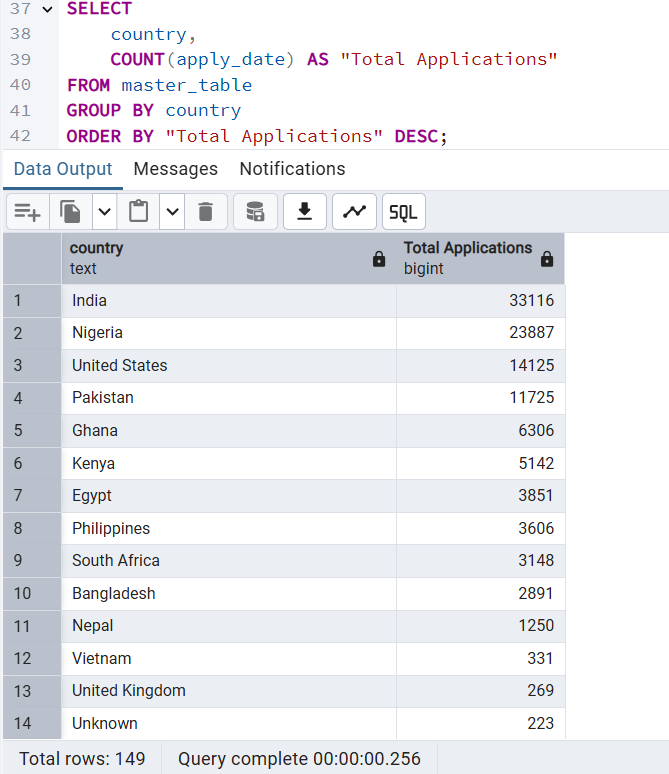 37 SELECT
38 country,
39 COUNT(apply_date) AS "Total Applications"
40 FROM master_table
41 GROUP BY country
42 ORDER BY "Total Applications" DESC;
Data Output Messages Notifications
SQL
country Total Applications
text bigint
1 India 33116
2 Nigeria 23887
3 United States 14125
4 Pakistan 11725
5 Ghana 6306
6 Kenya 5142
7 Egypt 3851
8 Philippines 3606
9 South Africa 3148
10 Bangladesh 2891
11 Nepal 1250
12 Vietnam 331
13 United Kingdom 269
14 Unknown 223
Total rows: 149 Query complete 00:00:00.256